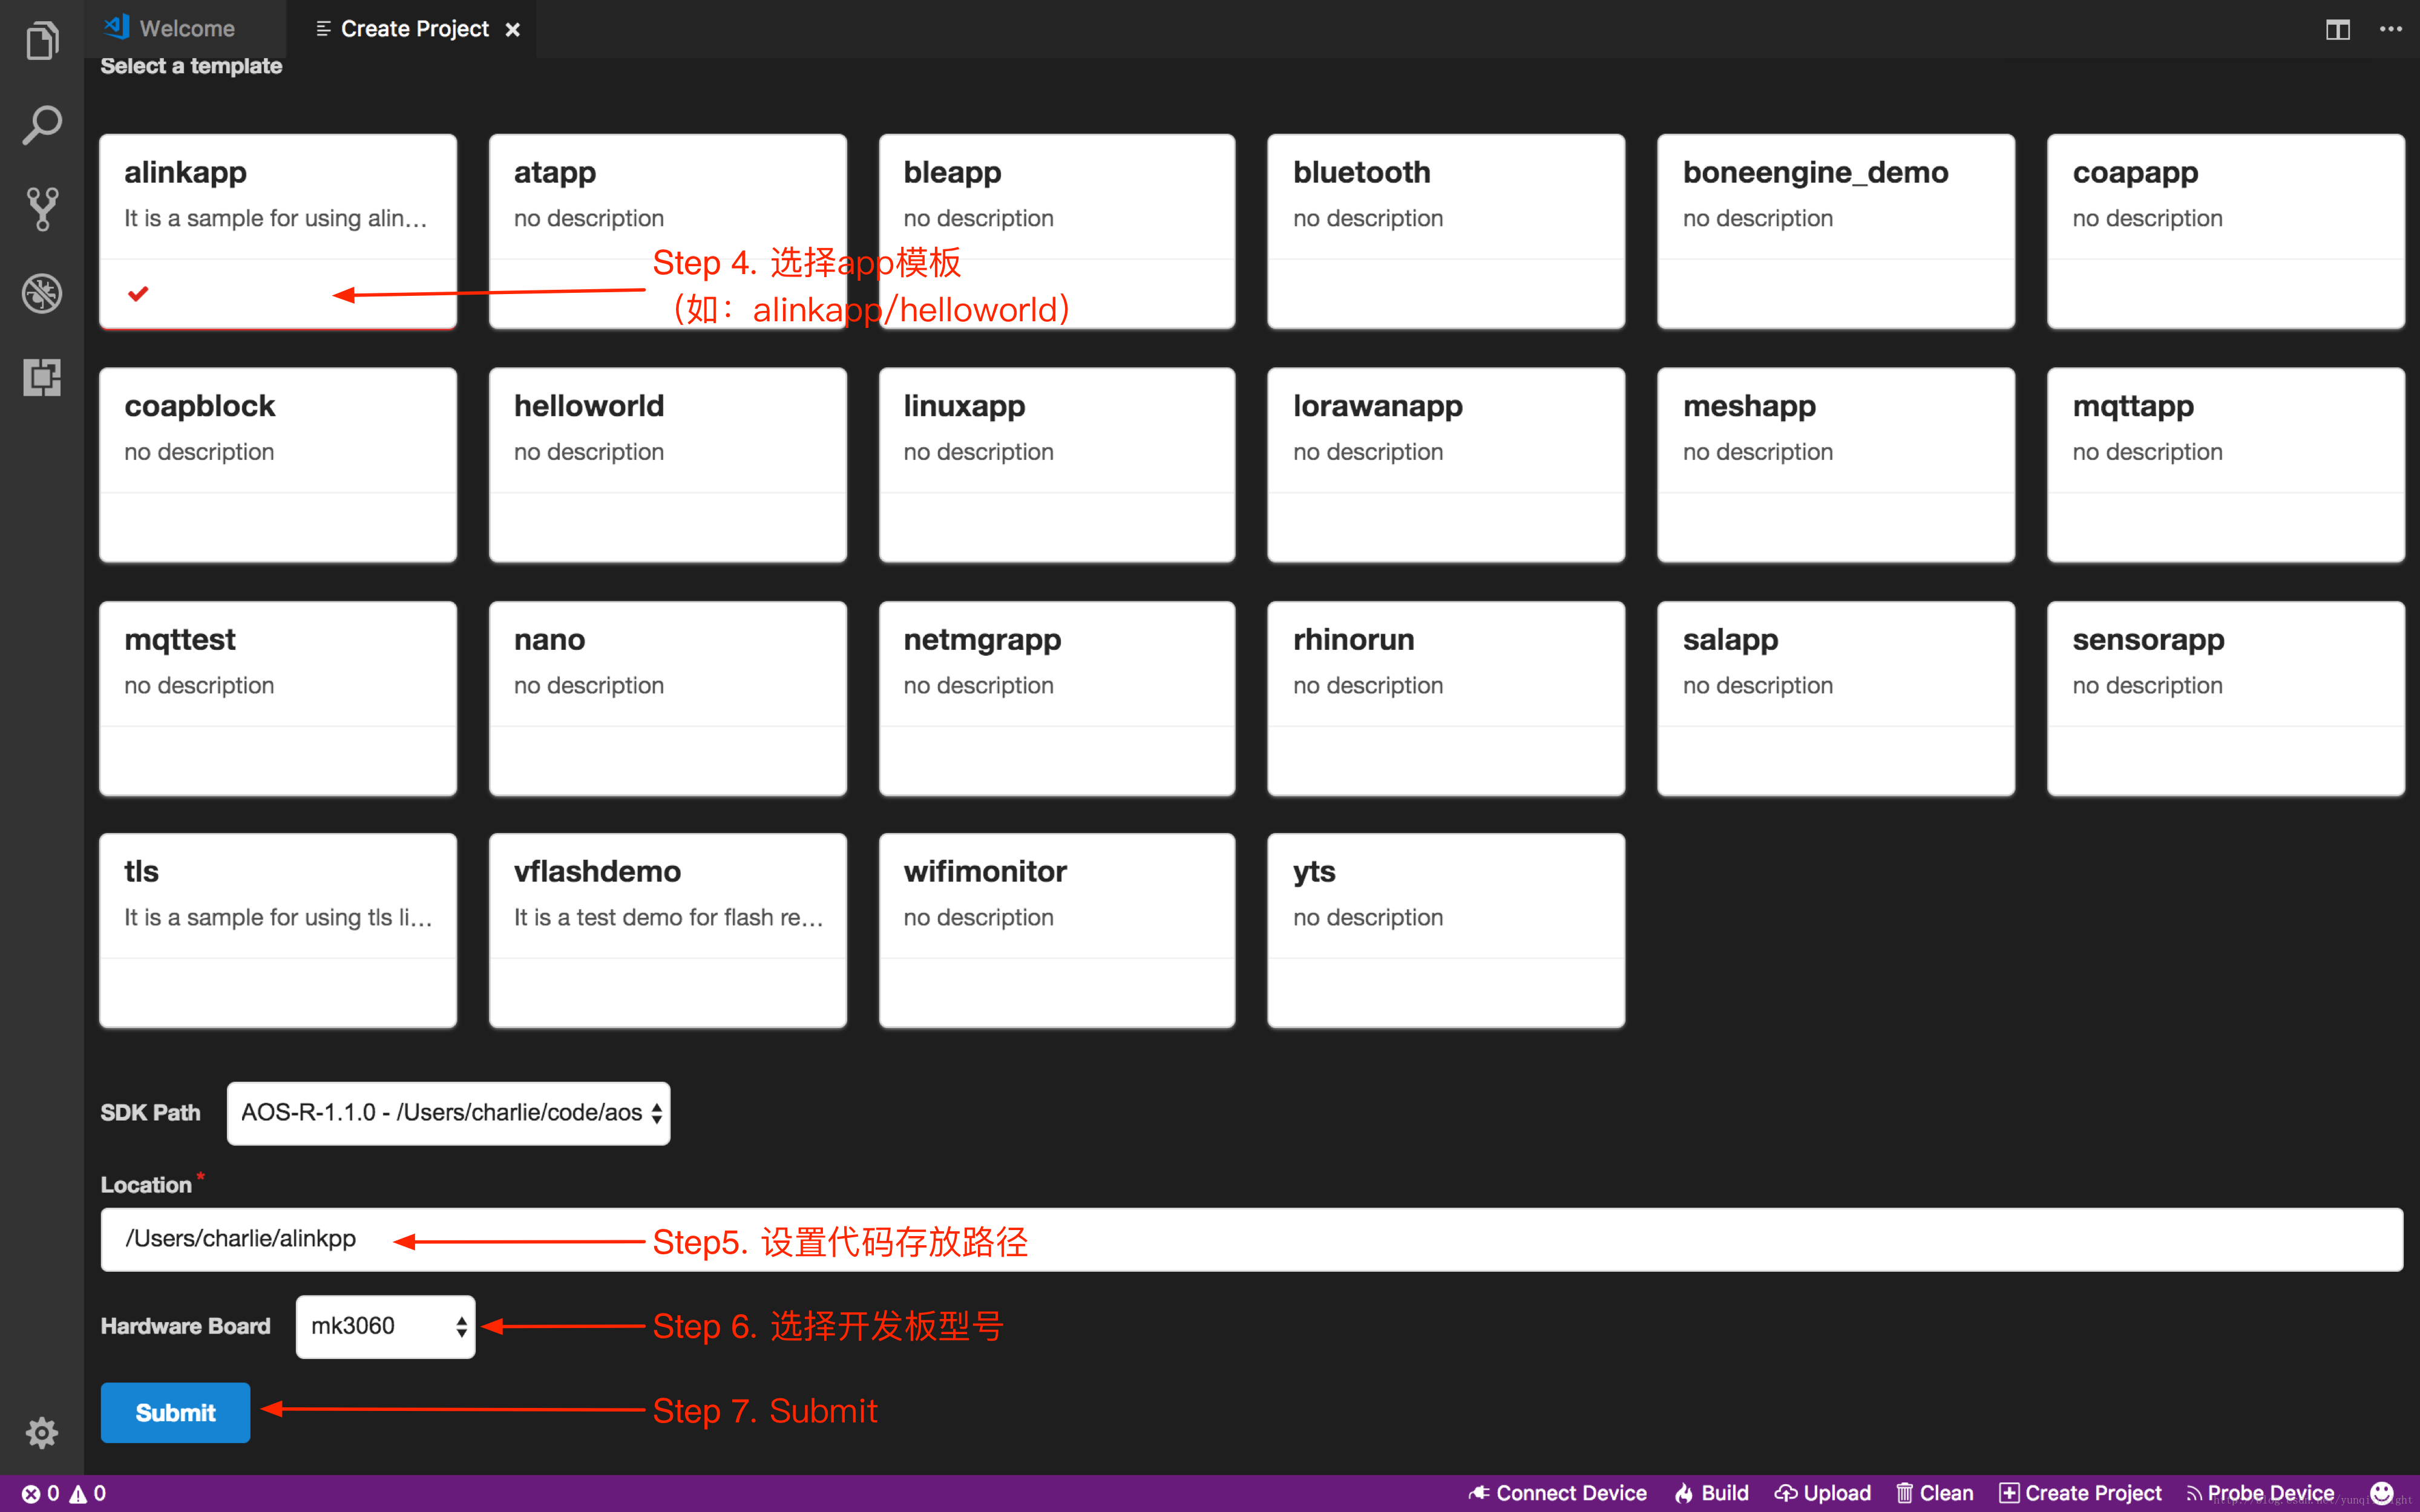 Welcome
Create Project
Select a template
alinkapp
It is a sample for using alin...
atapp
no description
bleapp
no description
bluetooth
no description
boneengine_demo
no description
coapapp
no description
Step 4. 选择app模板
（如：alinkapp/helloworld）
coapblock
no description
helloworld
no description
linuxapp
no description
lorawanapp
no description
meshapp
no description
mqttapp
no description
mqttest
no description
nano
no description
netmgrapp
no description
rhinorun
no description
salapp
no description
sensorapp
no description
tls
It is a sample for using tls li...
vflashdemo
It is a test demo for flash re...
wifimonitor
no description
yts
no description
SDK Path
AOS-R-1.1.0 - /Users/charlie/code/aos
Location *
/Users/charlie/alinkpp
Step5. 设置代码存放路径
Hardware Board
mk3060
Step 6. 选择开发板型号
Submit
Step 7. Submit
0 0
Connect Device
Build
Upload
Clean
Create Project
Probe Device